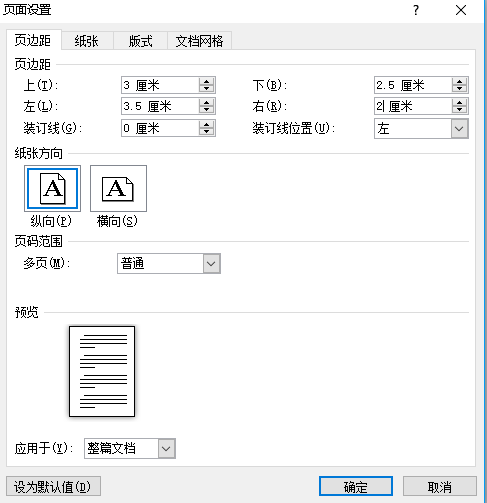 页面设置
页边距 纸张 版式 文档网格
页边距
上(T): 3 厘米 下(B): 2.5 厘米
左(L): 3.5 厘米 右(R): 2 厘米
装订线(G): 0 厘米 装订线位置(U): 左
纸张方向
A A
纵向(P) 横向(S)
页码范围
多页(M): 普通
预览
应用于(Y): 整篇文档
设为默认值(D) 确定 取消